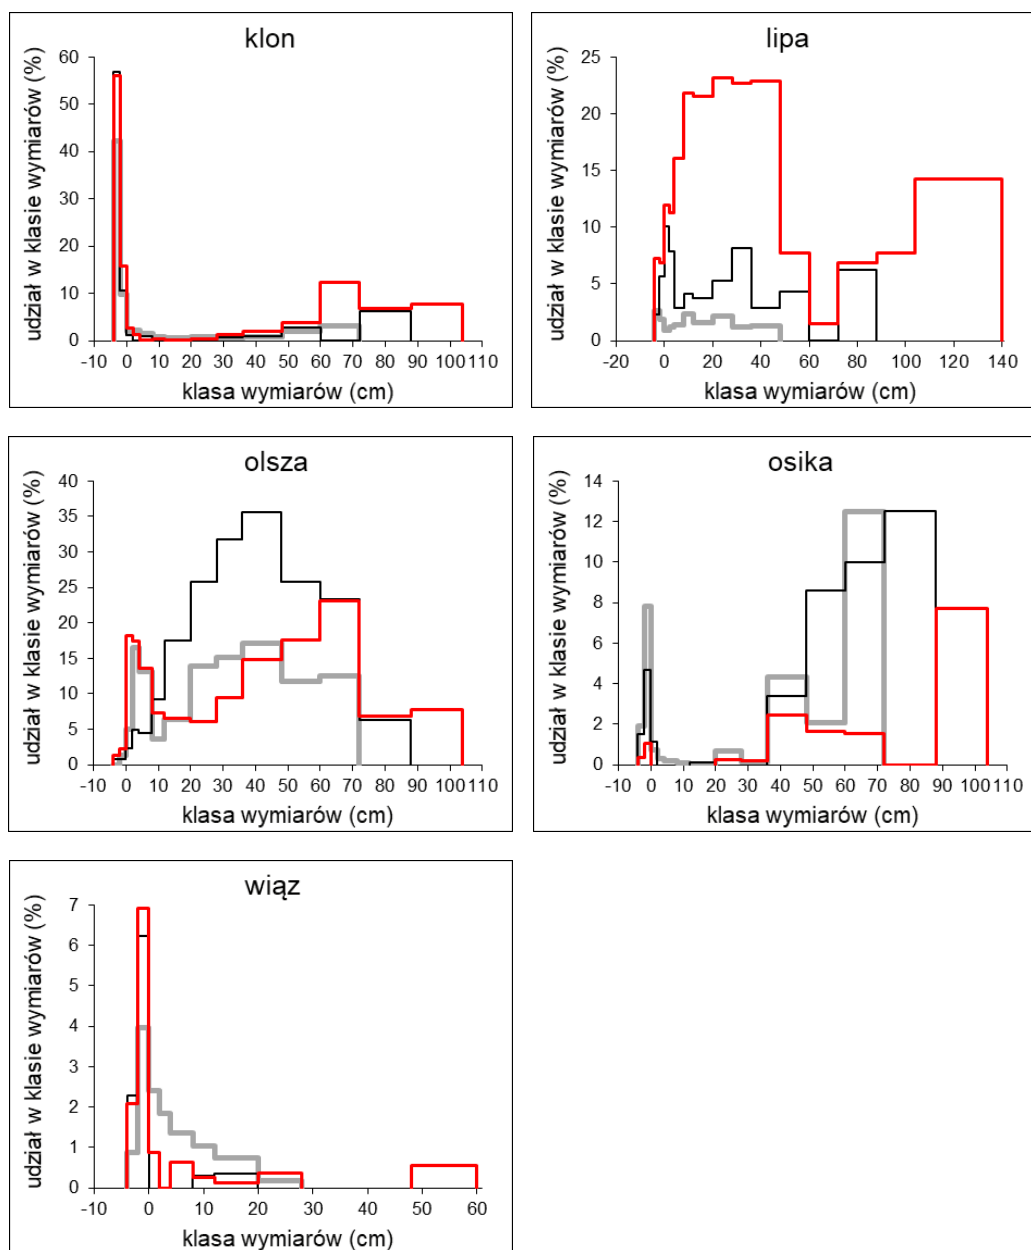 klon
udział w klasie wymiarów (%)
60
50
40
30
20
10
0
-10 0 10 20 30 40 50 60 70 80 90 100 110
klasa wymiarów (cm)
lipa
udział w klasie wymiarów (%)
25
20
15
10
5
0
-20 0 20 40 60 80 100 120 140
klasa wymiarów (cm)
olsza
udział w klasie wymiarów (%)
40
35
30
25
20
15
10
5
0
-10 0 10 20 30 40 50 60 70 80 90 100 110
klasa wymiarów (cm)
osika
udział w klasie wymiarów (%)
14
12
10
8
6
4
2
0
-10 0 10 20 30 40 50 60 70 80 90 100 110
klasa wymiarów (cm)
wiąz
udział w klasie wymiarów (%)
7
6
5
4
3
2
1
0
-10 0 10 20 30 40 50 60
klasa wymiarów (cm)